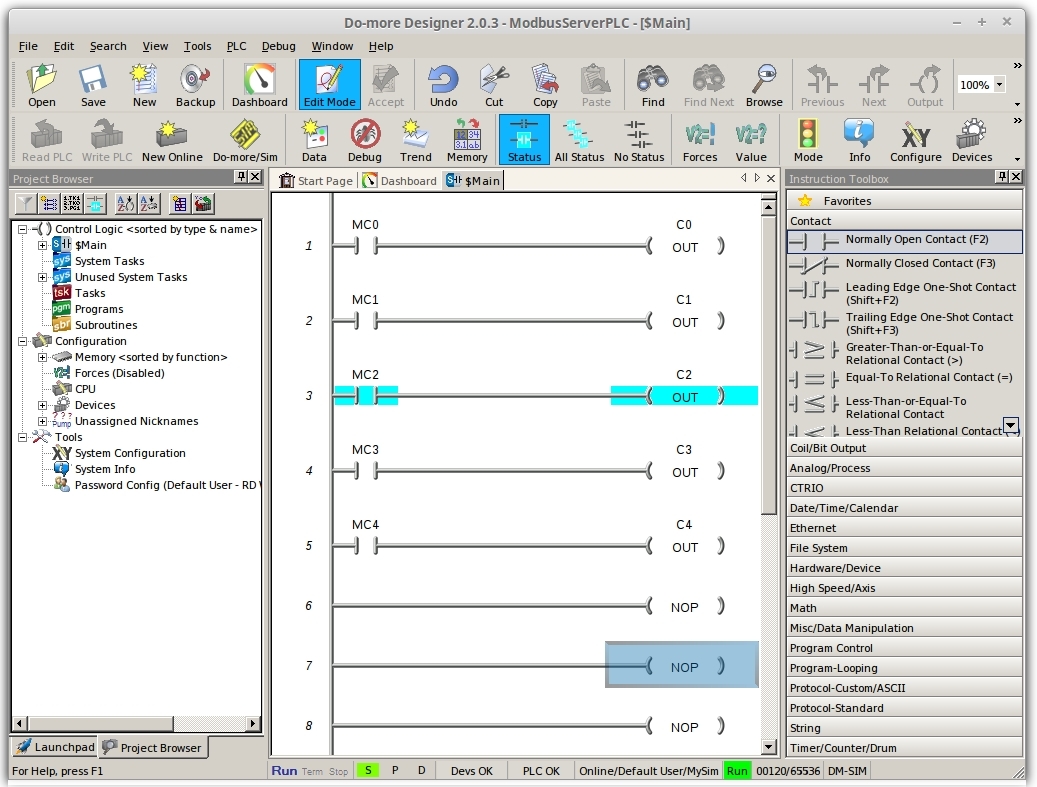 Do-more Designer 2.0.3 - ModbusServerPLC - [$Main]
File Edit Search View Tools PLC Debug Window Help
Open Save New Backup Dashboard Edit Mode Accept Undo Cut Copy Paste Find Find Next Browse Previous Next Output 100%
Read PLC Write PLC New Online Do-more/Sim Data Debug Trend Memory Status All Status No Status Forces Value Mode Info Configure Devices
Project Browser
Control Logic <sorted by type & name>
$Main
System Tasks
Unused System Tasks
Tasks
Programs
Subroutines
Configuration
Memory <sorted by function>
Forces (Disabled)
CPU
Devices
Unassigned Nicknames
Tools
System Configuration
System Info
Password Config (Default User - RD
Launchpad Project Browser
Start Page Dashboard $Main
MC0 C0
1 OUT
MC1 C1
2 OUT
MC2 C2
3 OUT
MC3 C3
4 OUT
MC4 C4
5 OUT
6 NOP
7 NOP
8 NOP
Instruction Toolbox
Favorites
Contact
Normally Open Contact (F2)
Normally Closed Contact (F3)
Leading Edge One-Shot Contact
(Shift+F2)
Trailing Edge One-Shot Contact
(Shift+F3)
Greater-Than-or-Equal-To
Relational Contact (>)
Equal-To Relational Contact (=)
Less-Than-or-Equal-To
Relational Contact
Less-Than Relational Contact
Coil/Bit Output
Analog/Process
CTRIO
Date/Time/Calendar
Ethernet
File System
Hardware/Device
High Speed/Axis
Math
Misc/Data Manipulation
Program Control
Program-Looping
Protocol-Custom/ASCII
Protocol-Standard
String
Timer/Counter/Drum
For Help, press F1 Run Term Stop S P D Devs OK PLC OK Online/Default User/MySim Run 00120/65536 DM-SIM